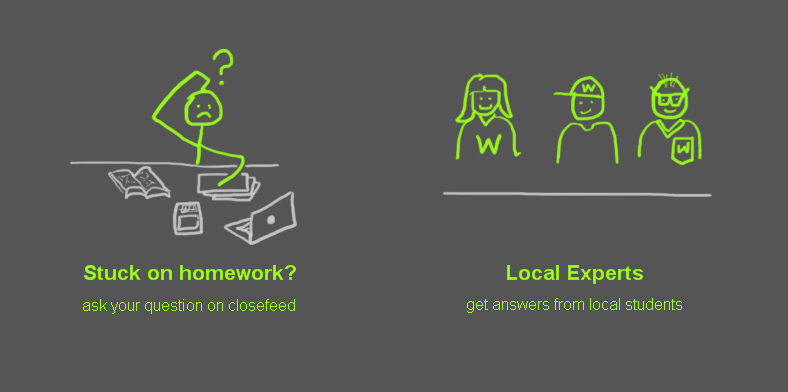 ?
W
W
W
Stuck on homework?
ask your question on closefeed
Local Experts
get answers from local students